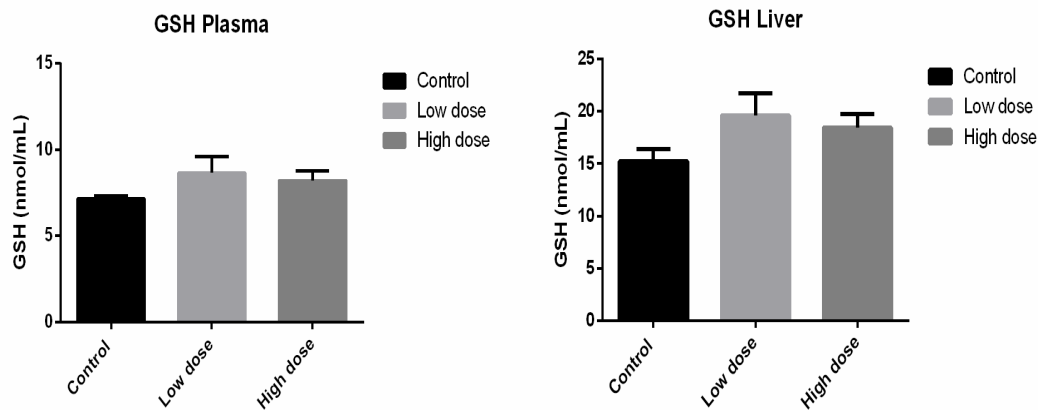 GSH Plasma
GSH (nmol/mL)
15
10
5
0
Control
Low dose
High dose
Control
Low dose
High dose
GSH Liver
GSH (nmol/mL)
25
20
15
10
5
0
Control
Low dose
High dose
Control
Low dose
High dose